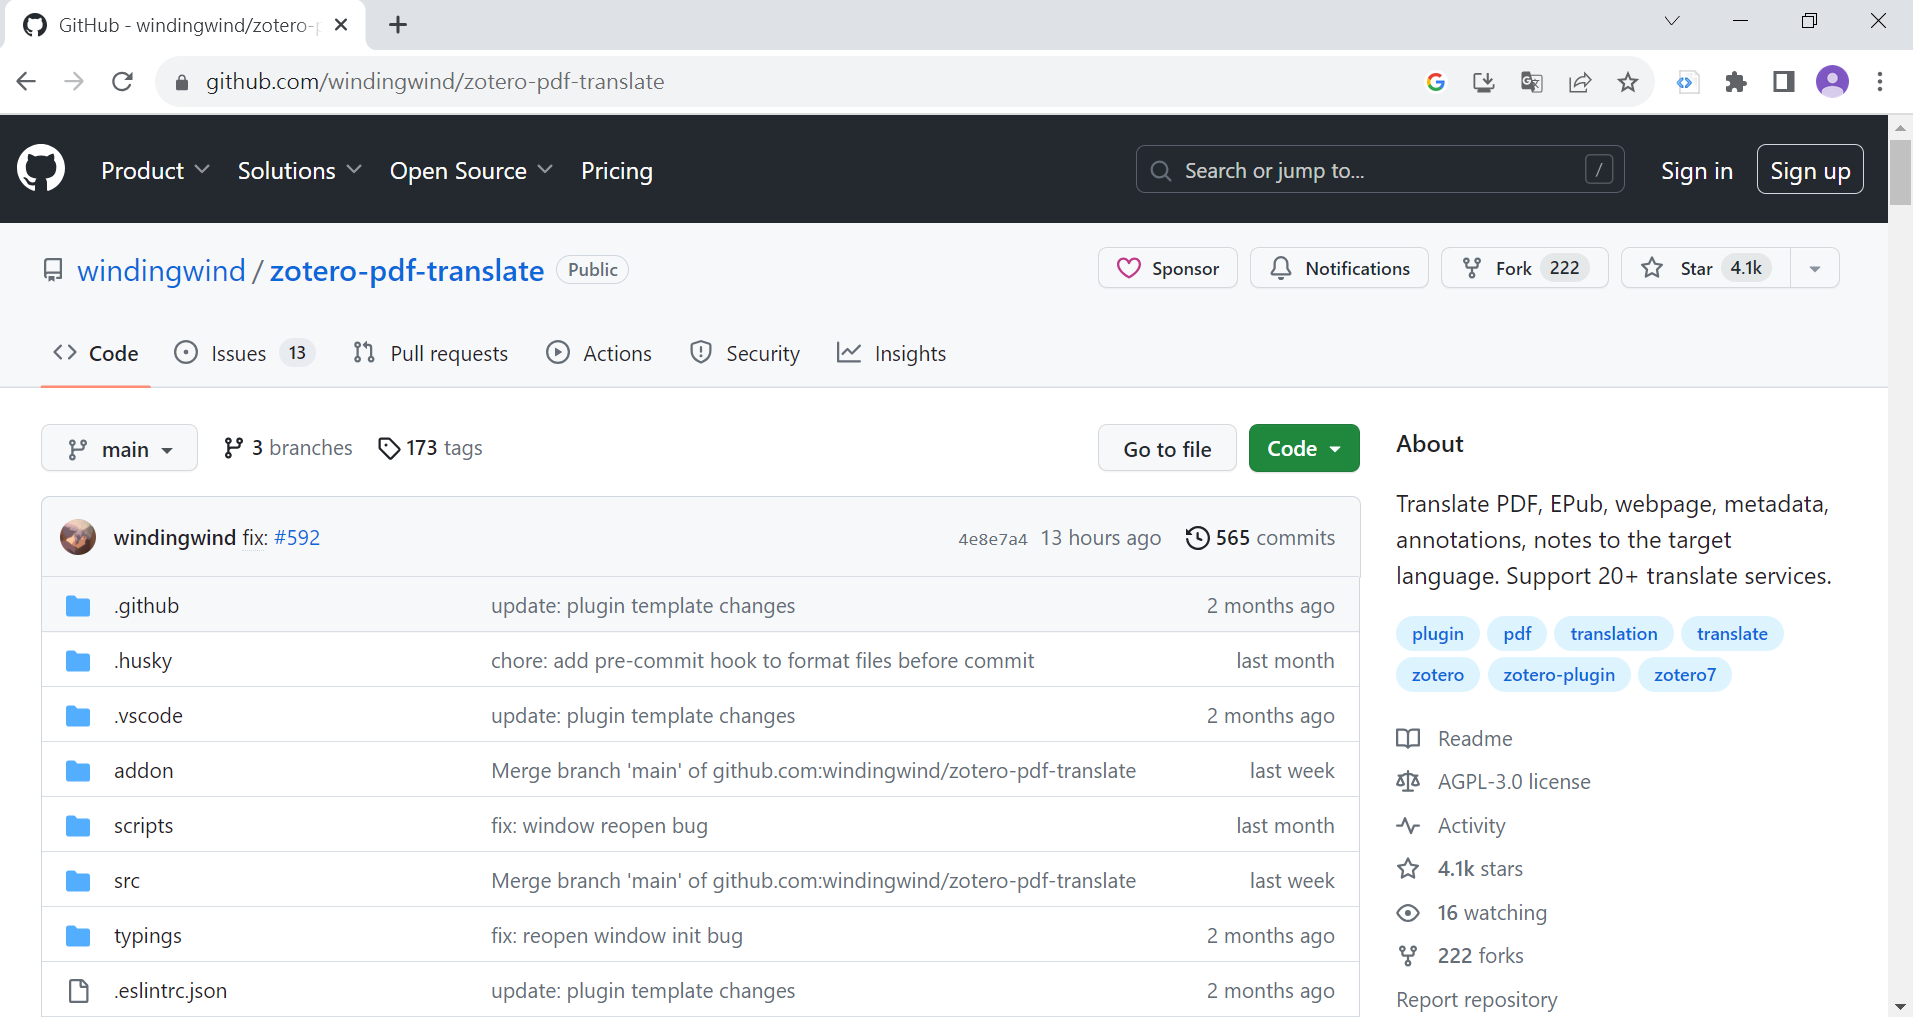 GitHub - windingwind/zotero-p
github.com/windingwind/zotero-pdf-translate
Product Solutions Open Source Pricing
Search or jump to... /
Sign in Sign up
windingwind / zotero-pdf-translate Public
Sponsor Notifications Fork 222 Star 4.1k
Code Issues 13 Pull requests Actions Security Insights
main 3 branches 173 tags Go to file Code
windingwind fix: #592 4e8e7a4 13 hours ago 565 commits
.github update: plugin template changes 2 months ago
.husky chore: add pre-commit hook to format files before commit last month
.vscode update: plugin template changes 2 months ago
addon Merge branch 'main' of github.com:windingwind/zotero-pdf-translate last week
scripts fix: window reopen bug last month
src Merge branch 'main' of github.com:windingwind/zotero-pdf-translate last week
typings fix: reopen window init bug 2 months ago
.eslintrc.json update: plugin template changes 2 months ago
About
Translate PDF, EPub, webpage, metadata,
annotations, notes to the target
language. Support 20+ translate services.
plugin pdf translation translate
zotero zotero-plugin zotero7
Readme
AGPL-3.0 license
Activity
4.1k stars
16 watching
222 forks
Report repository